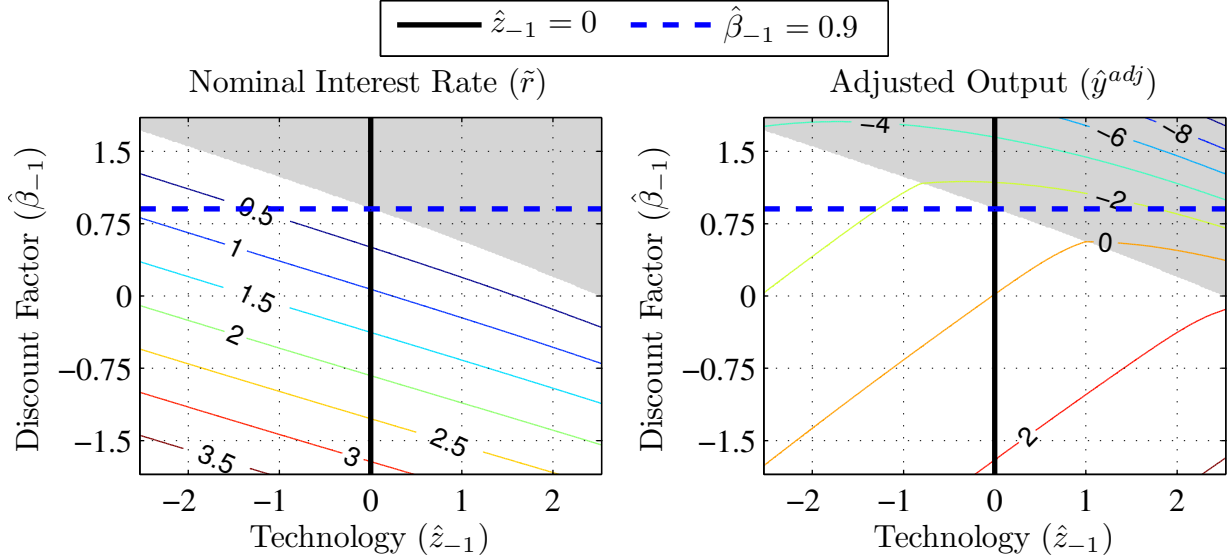 ẑ₋₁ = 0 β̂₋₁ = 0.9
Nominal Interest Rate (r̃)
Discount Factor (β̂₋₁)
1.5
0.75
0
−0.75
−1.5
0.5
1
1.5
2
2.5
3
3.5
−2 −1 0 1 2
Technology (ẑ₋₁)
Adjusted Output (ŷᵃᵈʲ)
Discount Factor (β̂₋₁)
1.5
0.75
0
−0.75
−1.5
−4
−6
−8
−2
0
2
−2 −1 0 1 2
Technology (ẑ₋₁)